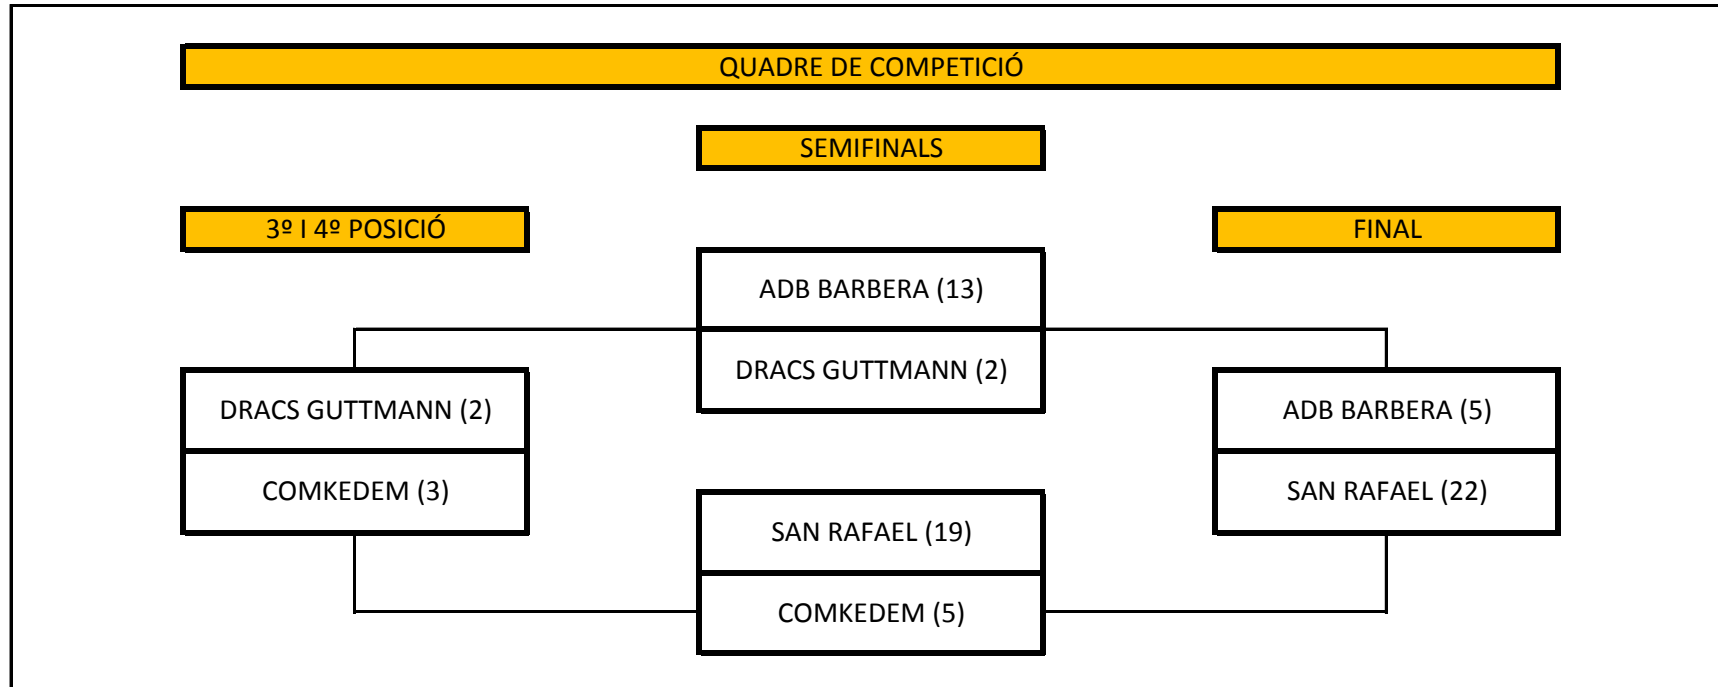 QUADRE DE COMPETICIÓ
SEMIFINALS
3º I 4º POSICIÓ
FINAL
ADB BARBERA (13)
DRACS GUTTMANN (2)
DRACS GUTTMANN (2)
ADB BARBERA (5)
COMKEDEM (3)
SAN RAFAEL (22)
SAN RAFAEL (19)
COMKEDEM (5)